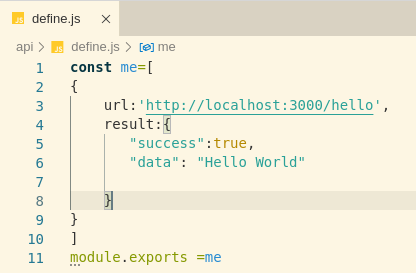 JS define.js ×
api > JS define.js > me
1 const me=[
2 {
3     url:'http://localhost:3000/hello',
4     result:{
5        "success":true,
6        "data": "Hello World"
7
8     }
9 }
10 ]
11 module.exports =me